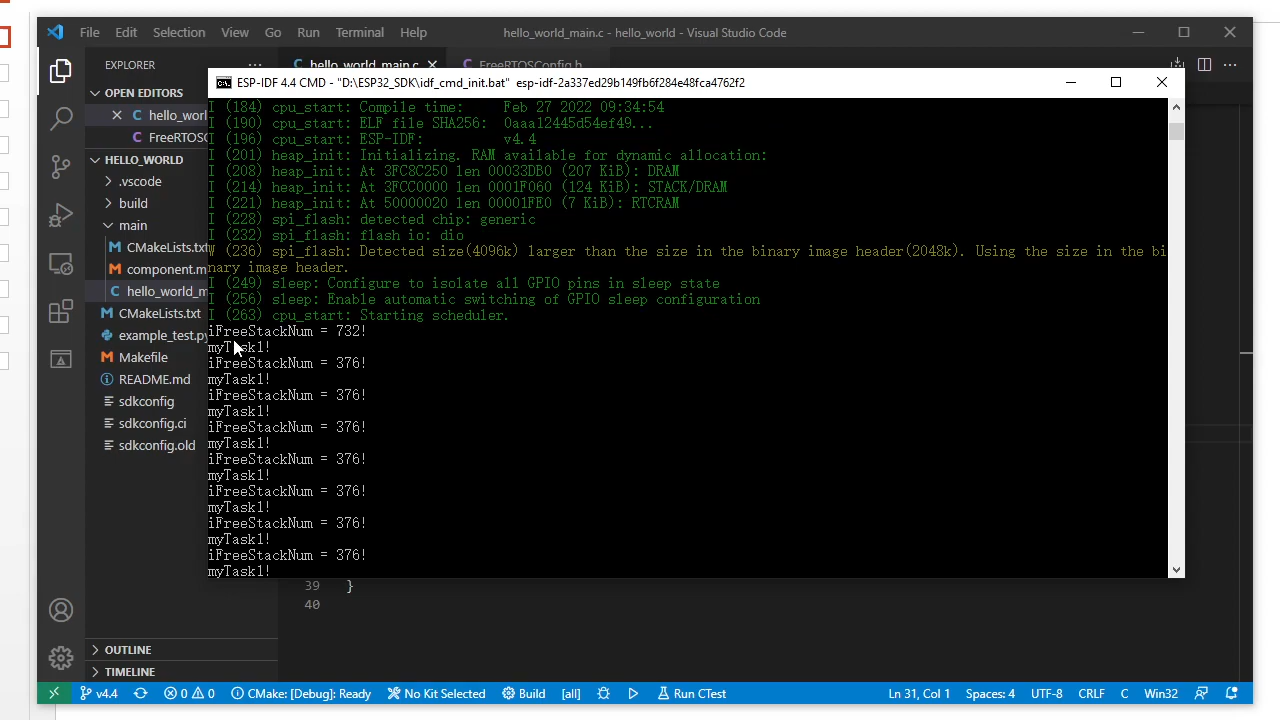 File Edit Selection View Go Run Terminal Help
hello_world_main.c - hello_world - Visual Studio Code
EXPLORER
hello_world_main.c
FreeRTOSConfig.h
OPEN EDITORS
hello_worl
FreeRTOSC
HELLO_WORLD
.vscode
build
main
CMakeLists.txt
component.m
hello_world_m
CMakeLists.txt
example_test.py
Makefile
README.md
sdkconfig
sdkconfig.ci
sdkconfig.old
OUTLINE
TIMELINE
ESP-IDF 4.4 CMD - "D:\ESP32_SDK\idf_cmd_init.bat" esp-idf-2a337ed29b149fb6f284e48fca4762f2
I (184) cpu_start: Compile time:     Feb 27 2022 09:34:54
I (190) cpu_start: ELF file SHA256:  0aaa12445d54ef49...
I (196) cpu_start: ESP-IDF:          v4.4
I (201) heap_init: Initializing. RAM available for dynamic allocation:
I (208) heap_init: At 3FC8C250 len 00033DB0 (207 KiB): DRAM
I (214) heap_init: At 3FCC0000 len 0001F060 (124 KiB): STACK/DRAM
I (221) heap_init: At 50000020 len 00001FE0 (7 KiB): RTCRAM
I (228) spi_flash: detected chip: generic
I (232) spi_flash: flash io: dio
W (236) spi_flash: Detected size(4096k) larger than the size in the binary image header(2048k). Using the size in the bi
nary image header.
I (249) sleep: Configure to isolate all GPIO pins in sleep state
I (256) sleep: Enable automatic switching of GPIO sleep configuration
I (263) cpu_start: Starting scheduler.
iFreeStackNum = 732!
myTask1!
iFreeStackNum = 376!
myTask1!
iFreeStackNum = 376!
myTask1!
iFreeStackNum = 376!
myTask1!
iFreeStackNum = 376!
myTask1!
iFreeStackNum = 376!
myTask1!
iFreeStackNum = 376!
myTask1!
iFreeStackNum = 376!
myTask1!
39 }
40
v4.4 0 0 CMake: [Debug]: Ready No Kit Selected Build [all] Run CTest Ln 31, Col 1 Spaces: 4 UTF-8 CRLF C Win32